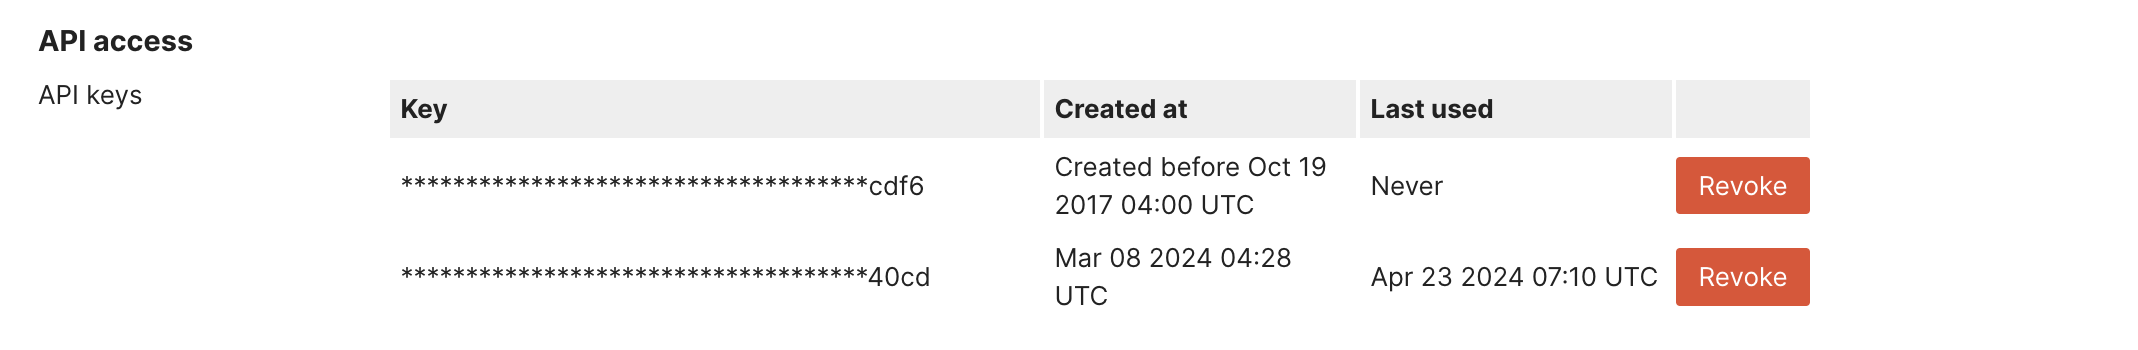 API access
API keys
Key Created at Last used
************************************cdf6 Created before Oct 19 2017 04:00 UTC Never Revoke
************************************40cd Mar 08 2024 04:28 UTC Apr 23 2024 07:10 UTC Revoke